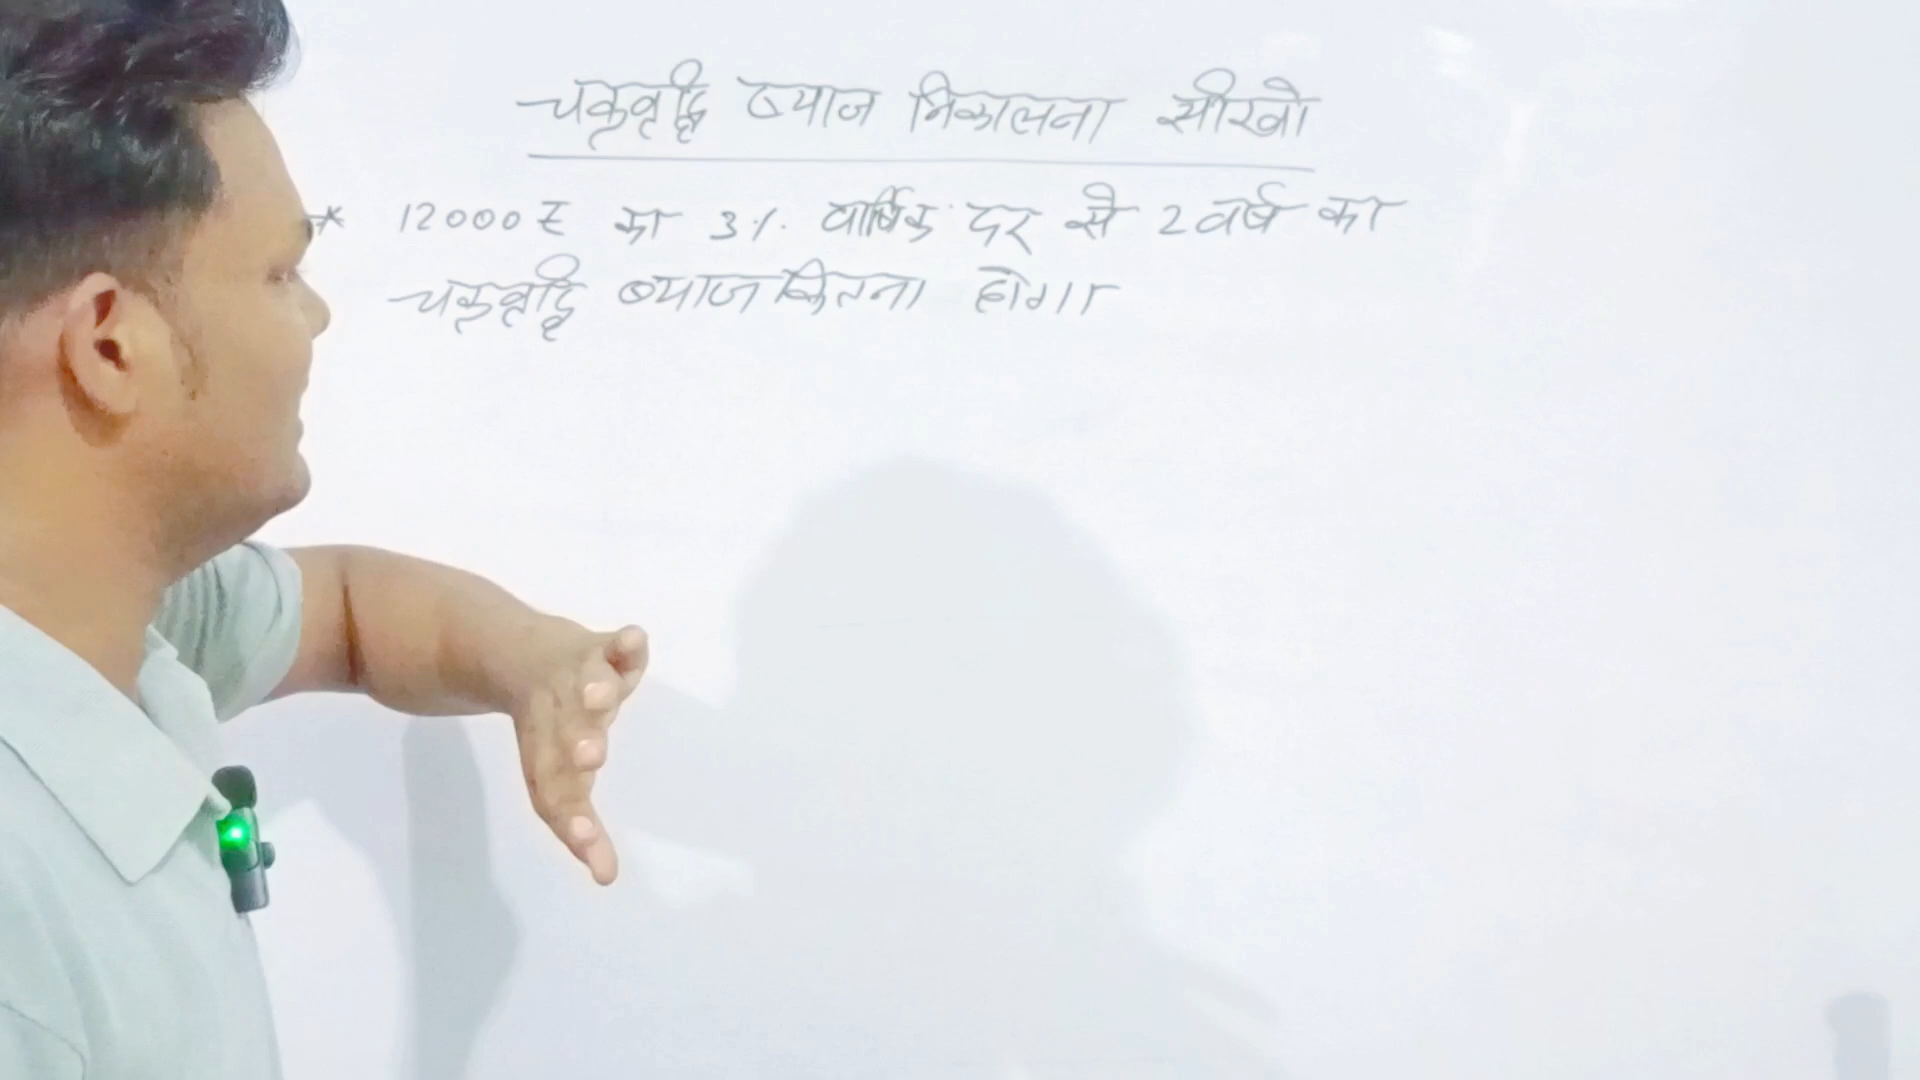 चक्रवृद्धि ब्याज निकालना सीखो
* 12000 ₹ का 3% वार्षिक दर से 2 वर्ष का
चक्रवृद्धि ब्याज कितना होगा